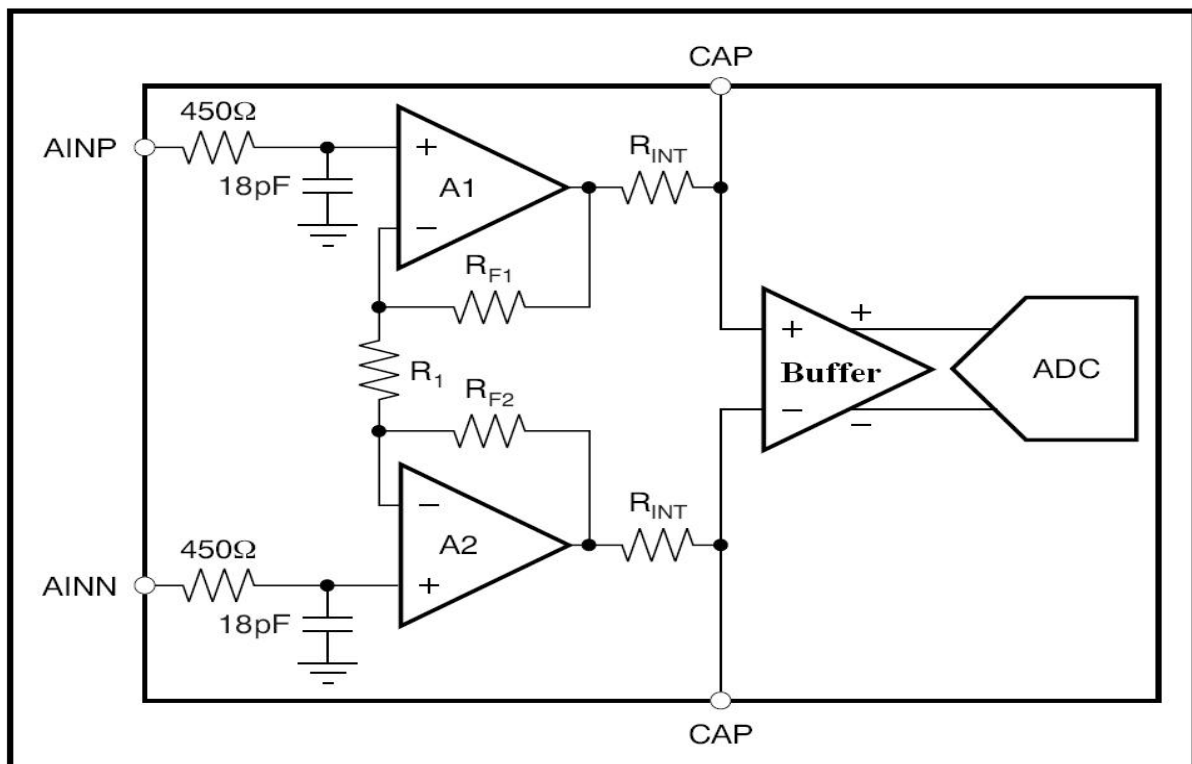 CAP
450Ω
AINP
18pF
+
A1
−
R_INT
R_F1
R_1
R_F2
+
−
Buffer
+
−
ADC
−
A2
+
R_INT
450Ω
AINN
18pF
CAP